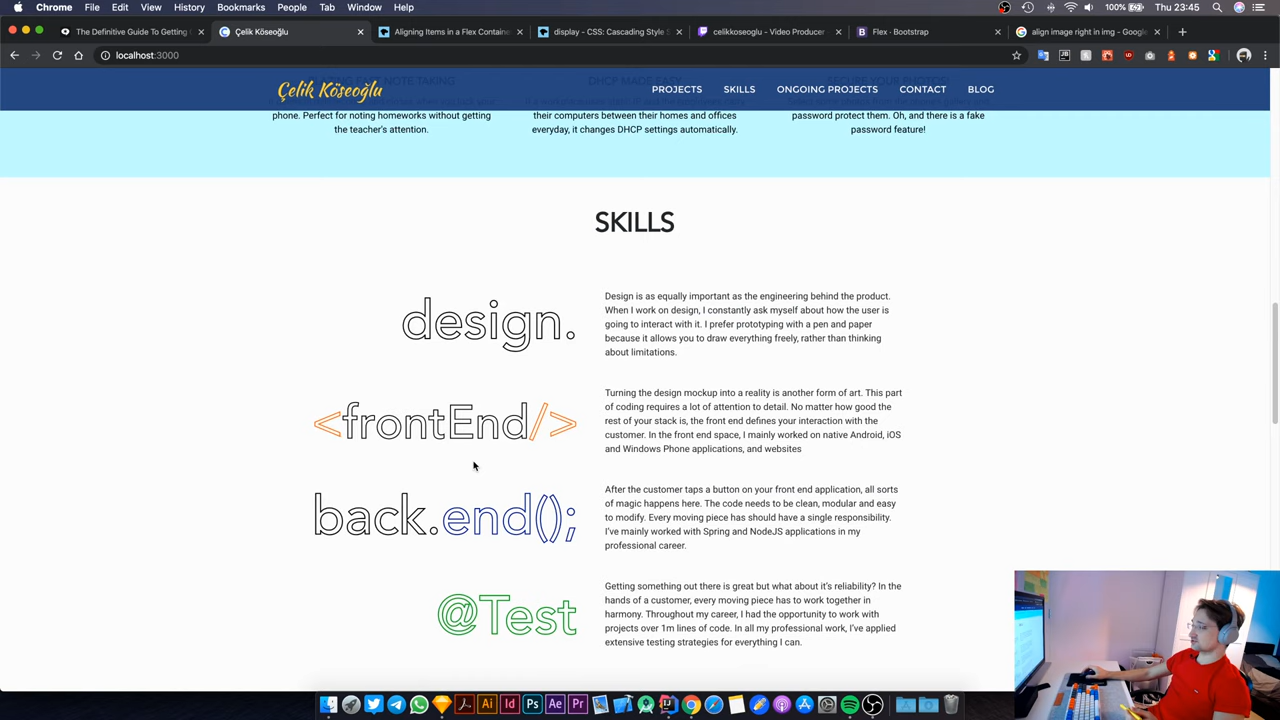 Chrome File Edit View History Bookmarks People Tab Window Help
100% Thu 23:45
The Definitive Guide To Getting
Çelik Köseoğlu
Aligning Items in a Flex Contain
display - CSS: Cascading Style S
celikkoseoglu - Video Producer
Flex · Bootstrap
align image right in img - Goog
localhost:3000
Çelik Köseoğlu
PROJECTS SKILLS ONGOING PROJECTS CONTACT BLOG
DHCP MADE EASY
phone. Perfect for noting homeworks without getting
the teacher's attention.
their computers between their homes and offices
everyday, it changes DHCP settings automatically.
password protect them. Oh, and there is a fake
password feature!
SKILLS
design.
Design is as equally important as the engineering behind the product.
When I work on design, I constantly ask myself about how the user is
going to interact with it. I prefer prototyping with a pen and paper
because it allows you to draw everything freely, rather than thinking
about limitations.
<frontEnd/>
Turning the design mockup into a reality is another form of art. This part
of coding requires a lot of attention to detail. No matter how good the
rest of your stack is, the front end defines your interaction with the
customer. In the front end space, I mainly worked on native Android, iOS
and Windows Phone applications, and websites
back.end();
After the customer taps a button on your front end application, all sorts
of magic happens here. The code needs to be clean, modular and easy
to modify. Every moving piece has should have a single responsibility.
I've mainly worked with Spring and NodeJS applications in my
professional career.
@Test
Getting something out there is great but what about it's reliability? In the
hands of a customer, every moving piece has to work together in
harmony. Throughout my career, I had the opportunity to work with
projects over 1m lines of code. In all my professional work, I've applied
extensive testing strategies for everything I can.